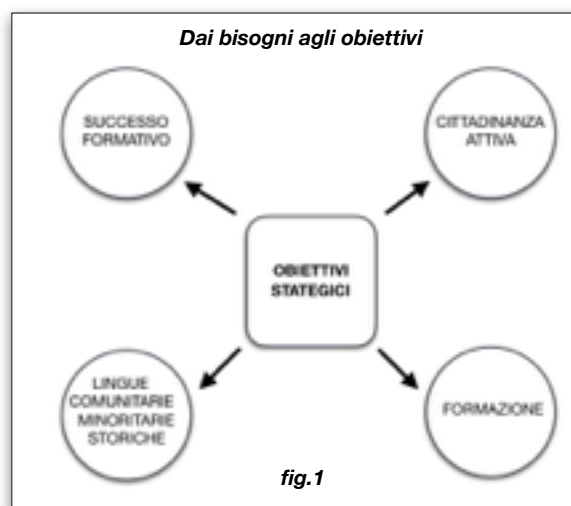 Dai bisogni agli obiettivi
SUCCESSO
FORMATIVO
CITTADINANZA
ATTIVA
OBIETTIVI
STATEGICI
LINGUE
COMUNITARIE
MINORITARIE
STORICHE
FORMAZIONE
fig.1